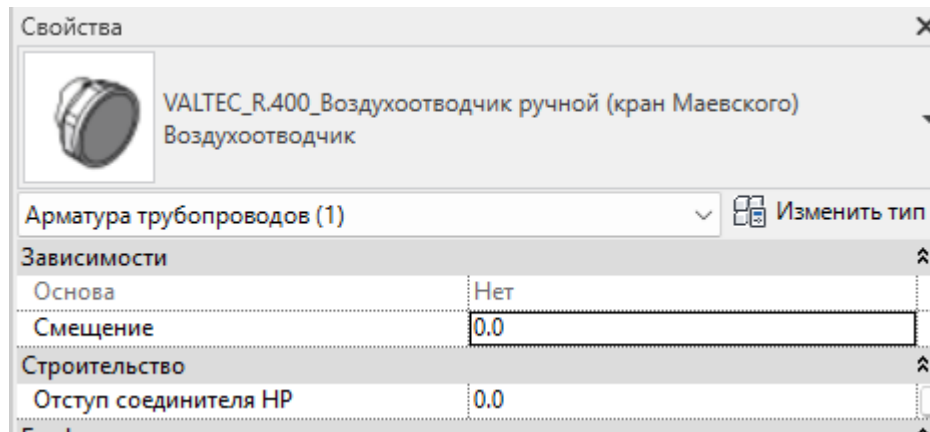 Свойства
VALTEC_R.400_Воздухоотводчик ручной (кран Маевского)
Воздухоотводчик
Арматура трубопроводов (1)
Изменить тип
Зависимости
Основа Нет
Смещение 0.0
Строительство
Отступ соединителя НР 0.0